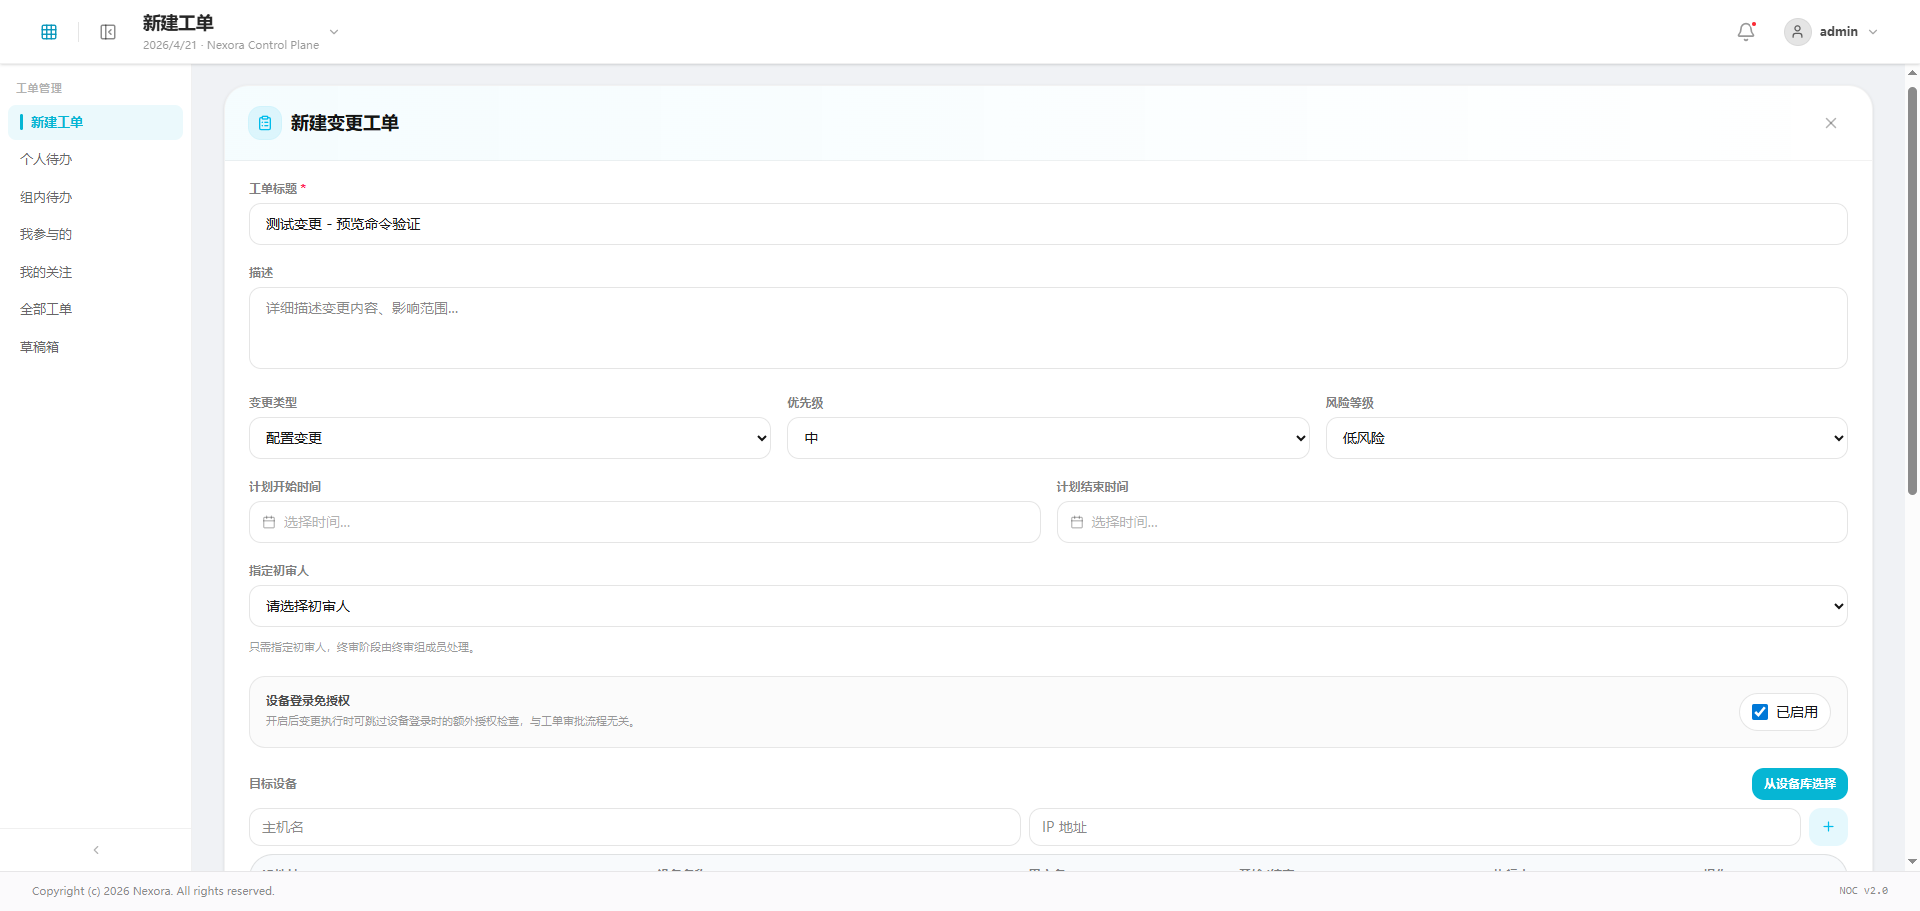 新建工单
2026/4/21 · Nexora Control Plane
admin
工单管理
新建工单
个人待办
组内待办
我参与的
我的关注
全部工单
草稿箱
新建变更工单
工单标题 *
测试变更 - 预览命令验证
描述
详细描述变更内容、影响范围...
变更类型
优先级
风险等级
配置变更
中
低风险
计划开始时间
计划结束时间
选择时间...
选择时间...
指定初审人
请选择初审人
只需指定初审人，终审阶段由终审组成员处理。
设备登录免授权
开启后变更执行时可跳过设备登录时的额外授权检查，与工单审批流程无关。
已启用
目标设备
从设备库选择
主机名
IP 地址
Copyright (c) 2026 Nexora. All rights reserved.
NOC v2.0